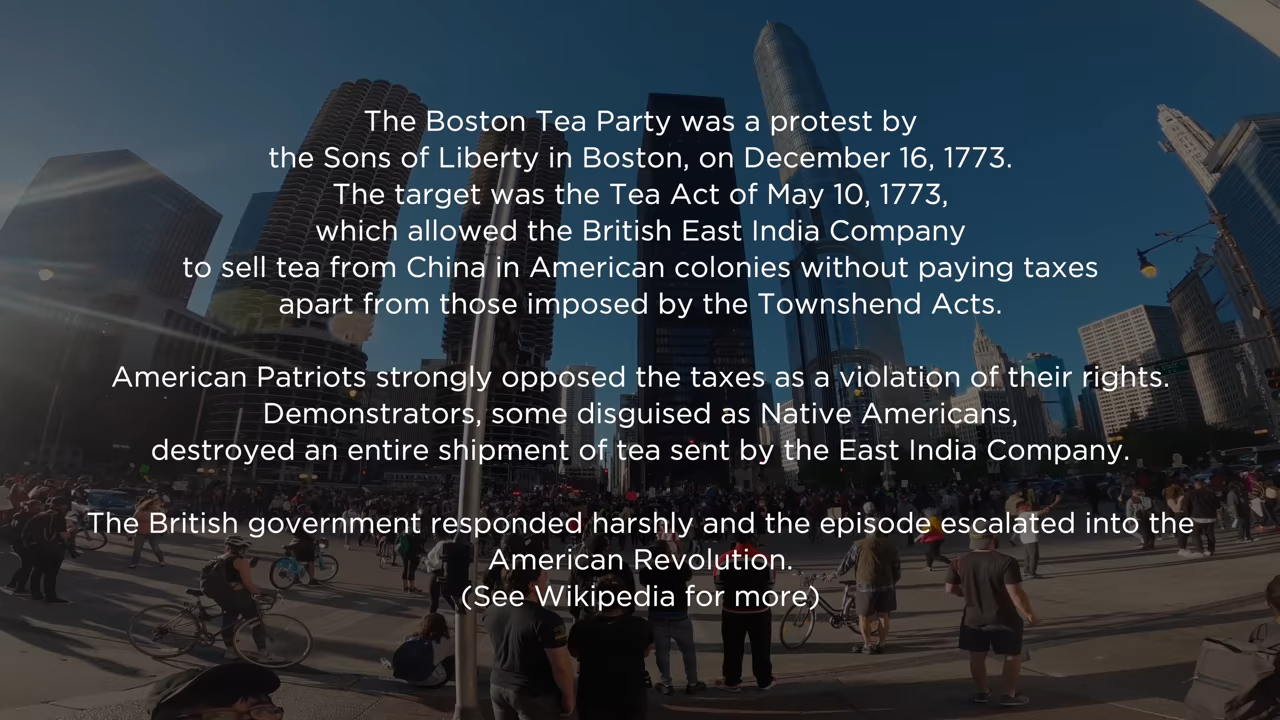 The Boston Tea Party was a protest by
the Sons of Liberty in Boston, on December 16, 1773.
The target was the Tea Act of May 10, 1773,
which allowed the British East India Company
to sell tea from China in American colonies without paying taxes
apart from those imposed by the Townshend Acts.
American Patriots strongly opposed the taxes as a violation of their rights.
Demonstrators, some disguised as Native Americans,
destroyed an entire shipment of tea sent by the East India Company.
The British government responded harshly and the episode escalated into the
American Revolution.
(See Wikipedia for more)